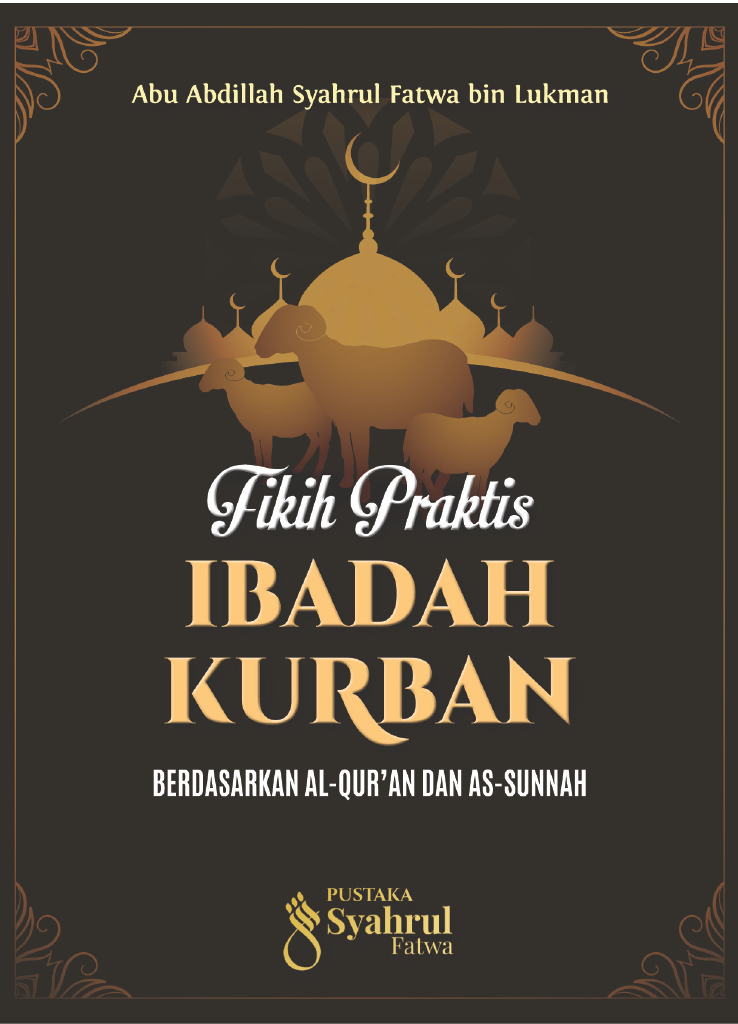 Abu Abdillah Syahrul Fatwa bin Lukman
Fikih Praktis
IBADAH
KURBAN
BERDASARKAN AL-QUR'AN DAN AS-SUNNAH
PUSTAKA
Syahrul
Fatwa